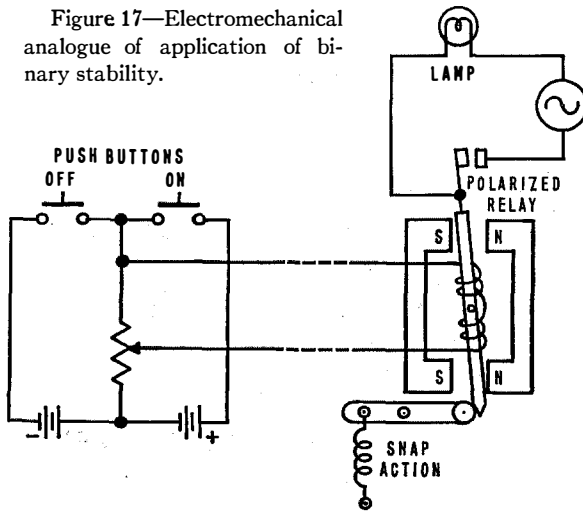 Figure 17—Electromechanical
analogue of application of bi-
nary stability.
LAMP
PUSH BUTTONS
OFF ON
POLARIZED
RELAY
S N
S N
- +
SNAP
ACTION